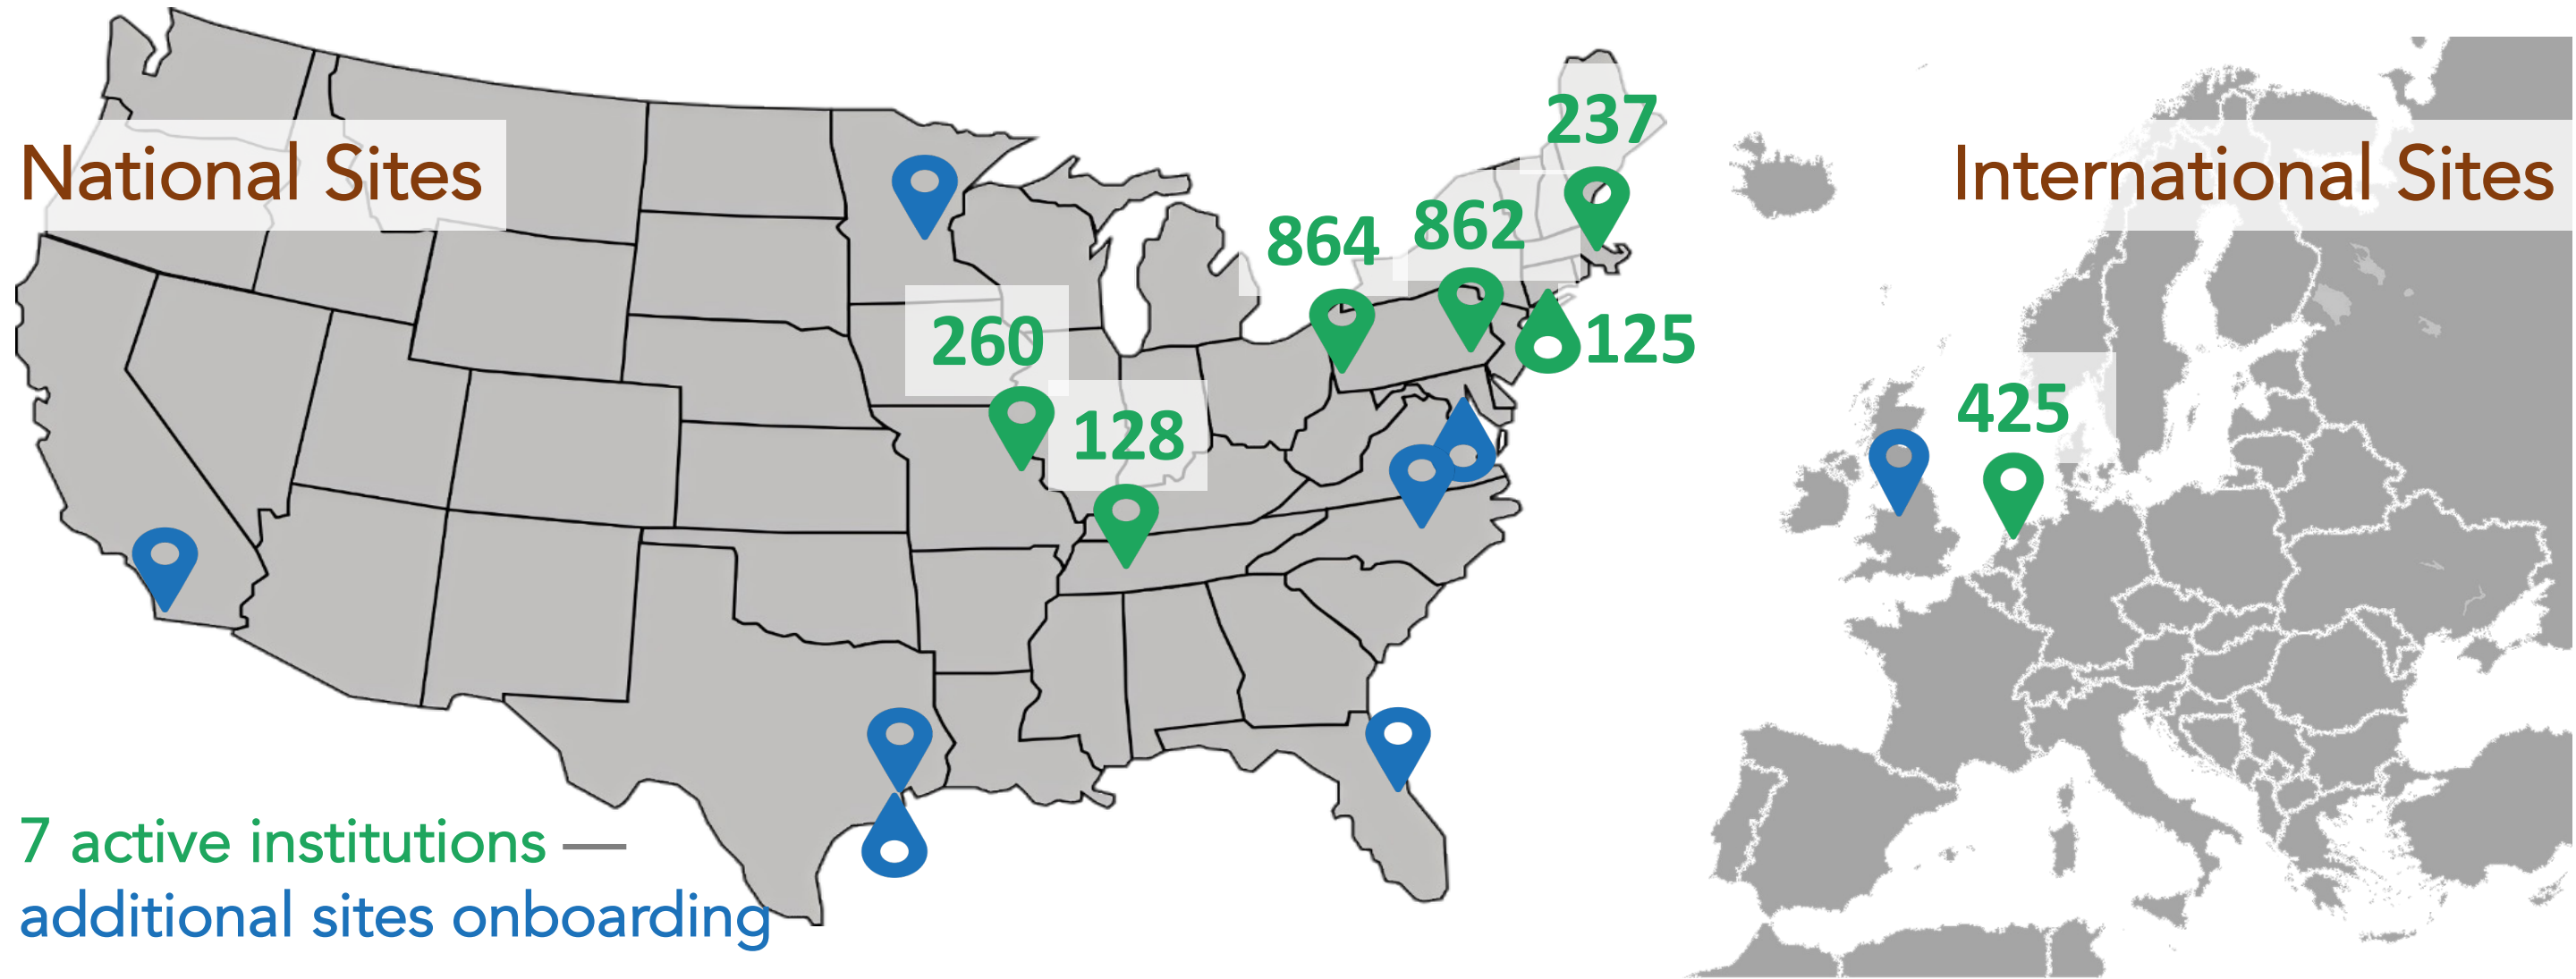 National Sites
International Sites
237
864
862
125
260
128
425
7 active institutions —
additional sites onboarding